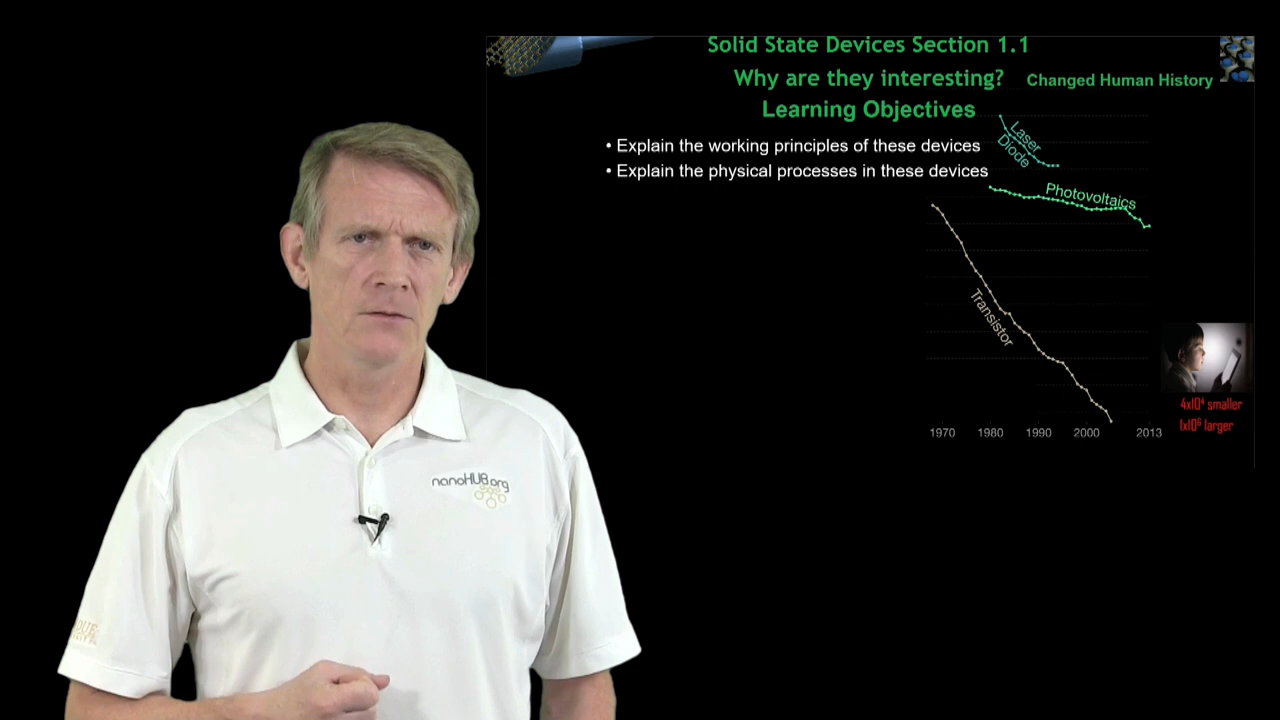 Solid State Devices Section 1.1
Why are they interesting? Changed Human History
Learning Objectives
• Explain the working principles of these devices
• Explain the physical processes in these devices
Laser
Diode
Photovoltaics
Transistor
4x10⁴ smaller
1x10⁶ larger
1970 1980 1990 2000 2013
nanoHUB.org